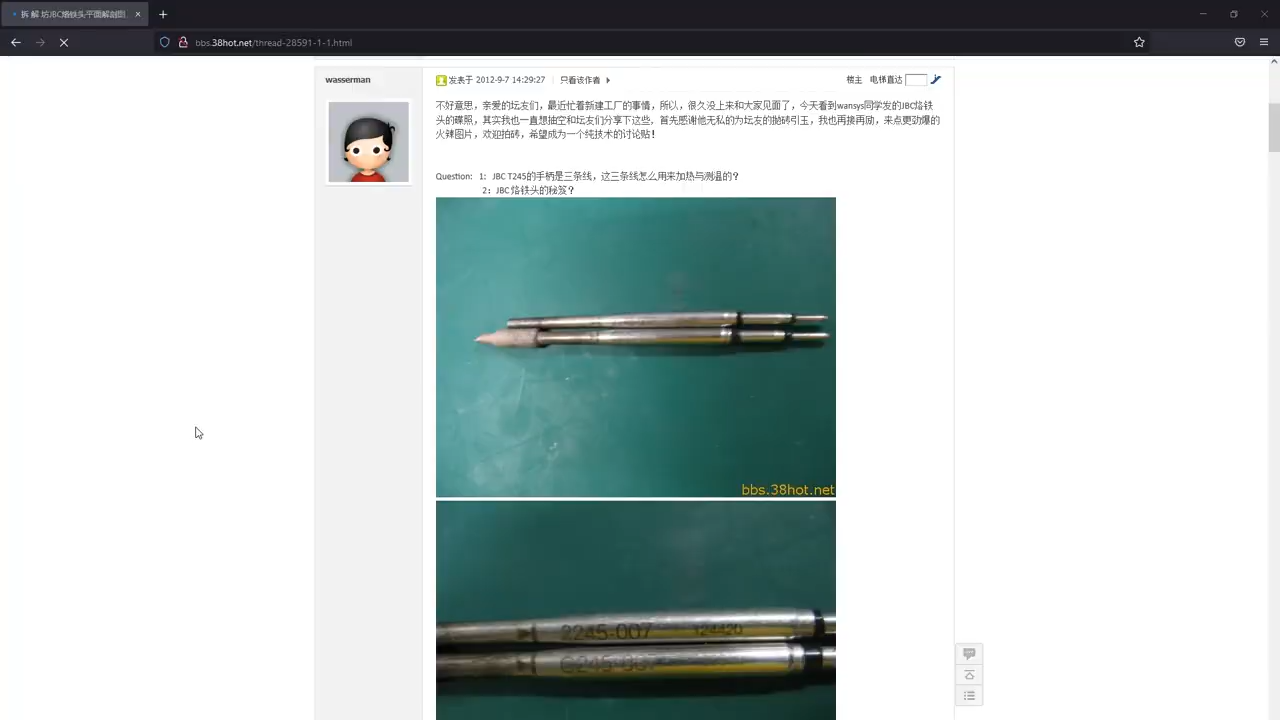 拆 解 坊JBC烙铁头平面解剖图
bbs.38hot.net/thread-28591-1-1.html
wasserman
发表于 2012-9-7 14:29:27 只看该作者
楼主 电梯直达
不好意思，亲爱的坛友们，最近忙着新建工厂的事情，所以，很久没上来和大家见面了，今天看到wansys同学发的JBC烙铁
头的碟照，其实我也一直想抽空和坛友们分享下这些，首先感谢他无私的为坛友的抛砖引玉，我也再接再励，来点更劲爆的
火辣图片，欢迎拍砖，希望成为一个纯技术的讨论贴！
Question: 1: JBC T245的手柄是三条线，这三条线怎么用来加热与测温的？
2：JBC 烙铁头的秘笈？
bbs.38hot.net
2245-007 124420